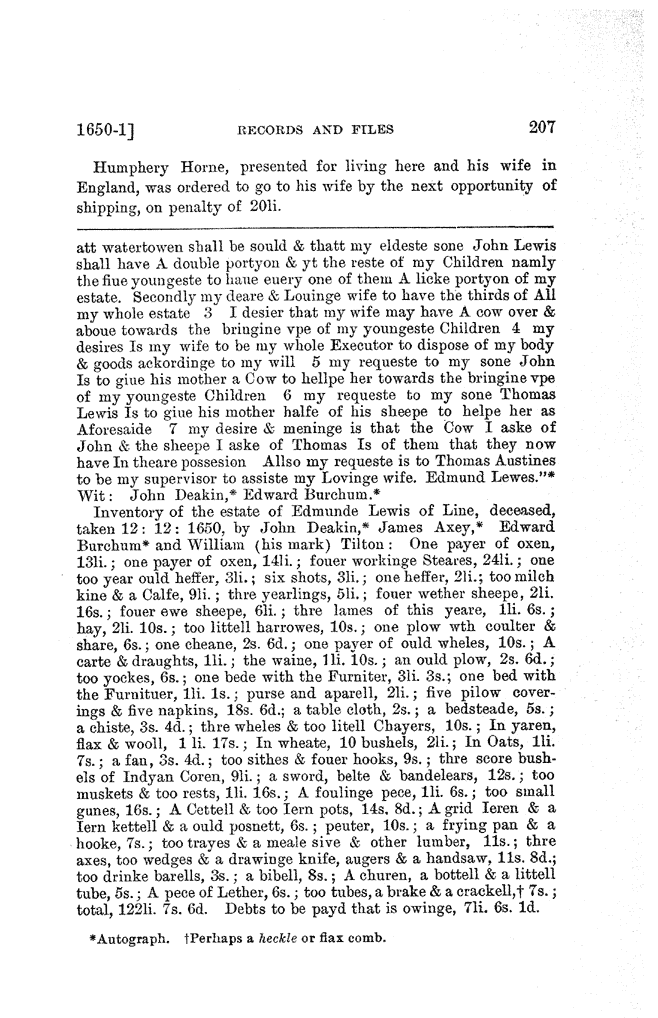 1650-1] RECORDS AND FILES 207
Humphery Horne, presented for living here and his wife in
England, was ordered to go to his wife by the next opportunity of
shipping, on penalty of 20li.
att watertowen shall be sould & thatt my eldeste sone John Lewis
shall have A double portyon & yt the reste of my Children namly
the fiue youngeste to haue euery one of them A licke portyon of my
estate. Secondly my deare & Louinge wife to have the thirds of All
my whole estate 3 I desier that my wife may have A cow over &
aboue towards the bringine vpe of my youngeste Children 4 my
desires Is my wife to be my whole Executor to dispose of my body
& goods ackordinge to my will 5 my requeste to my sone John
Is to giue his mother a Cow to hellpe her towards the bringine vpe
of my youngeste Children 6 my requeste to my sone Thomas
Lewis Is to giue his mother halfe of his sheepe to helpe her as
Aforesaide 7 my desire & meninge is that the Cow I aske of
John & the sheepe I aske of Thomas Is of them that they now
have In theare possesion Allso my requeste is to Thomas Austines
to be my supervisor to assiste my Lovinge wife. Edmund Lewes."*
Wit: John Deakin,* Edward Burchum.*
Inventory of the estate of Edmunde Lewis of Line, deceased,
taken 12: 12: 1650, by John Deakin,* James Axey,* Edward
Burchum* and William (his mark) Tilton: One payer of oxen,
13li.; one payer of oxen, 14li.; fouer workinge Steares, 24li.; one
too year ould heffer, 3li.; six shots, 3li.; one heffer, 2li.; too milch
kine & a Calfe, 9li.; thre yearlings, 5li.; fouer wether sheepe, 2li.
16s.; fouer ewe sheepe, 6li.; thre lames of this yeare, 1li. 6s.;
hay, 2li. 10s.; too littell harrowes, 10s.; one plow wth coulter &
share, 6s.; one cheane, 2s. 6d.; one payer of ould wheles, 10s.; A
carte & draughts, 1li.; the waine, 1li. 10s.; an ould plow, 2s. 6d.;
too yockes, 6s.; one bede with the Furniter, 3li. 3s.; one bed with
the Furnituer, 1li. 1s.; purse and aparell, 2li.; five pilow cover-
ings & five napkins, 18s. 6d.; a table cloth, 2s.; a bedsteade, 5s.;
a chiste, 3s. 4d.; thre wheles & too litell Chayers, 10s.; In yaren,
flax & wooll, 1 li. 17s.; In wheate, 10 bushels, 2li.; In Oats, 1li.
7s.; a fan, 3s. 4d.; too sithes & fouer hooks, 9s.; thre score bush-
els of Indyan Coren, 9li.; a sword, belte & bandelears, 12s.; too
muskets & too rests, 1li. 16s.; A foulinge pece, 1li. 6s.; too small
gunes, 16s.; A Cettell & too Iern pots, 14s. 8d.; A grid Ieren & a
Iern kettell & a ould posnett, 6s.; peuter, 10s.; a frying pan & a
hooke, 7s.; too trayes & a meale sive & other lumber, 11s.; thre
axes, too wedges & a drawinge knife, augers & a handsaw, 11s. 8d.;
too drinke barells, 3s.; a bibell, 8s.; A churen, a bottell & a littell
tube, 5s.; A pece of Lether, 6s.; too tubes, a brake & a crackell,† 7s.;
total, 122li. 7s. 6d. Debts to be payd that is owinge, 7li. 6s. 1d.
*Autograph. †Perhaps a heckle or flax comb.